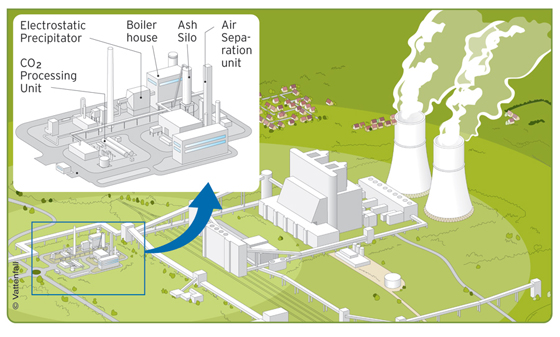 Electrostatic
Precipitator
Boiler
house
Ash
Silo
Air
Sepa-
ration
unit
CO₂
Processing
Unit
© Vattenfall